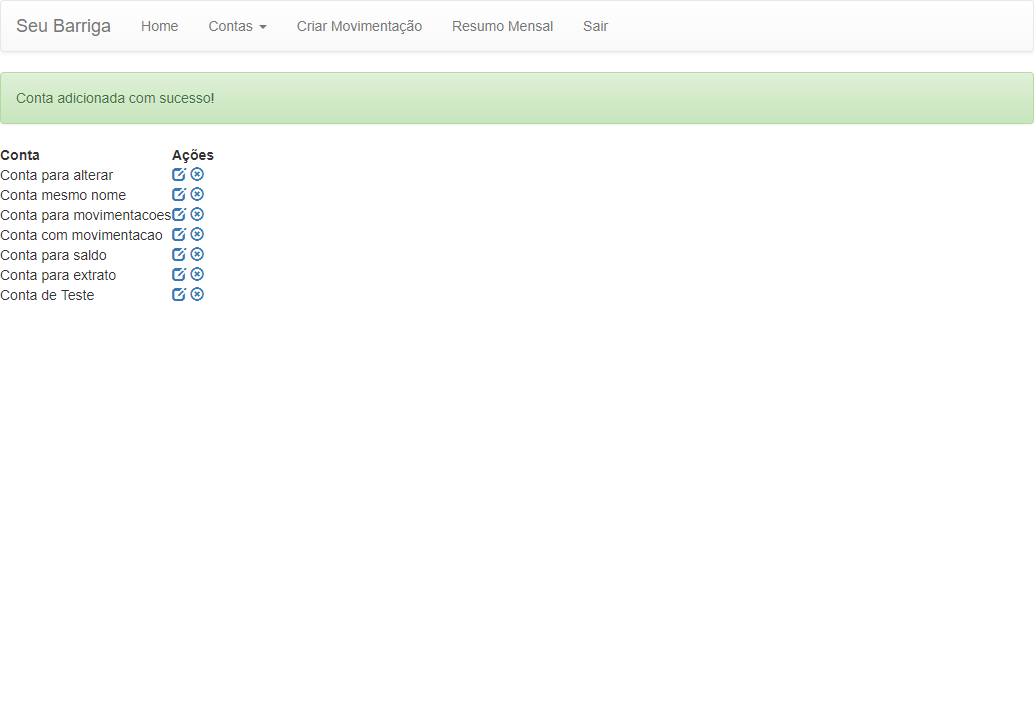 Seu Barriga Home Contas Criar Movimentação Resumo Mensal Sair
Conta adicionada com sucesso!
Conta Ações
Conta para alterar
Conta mesmo nome
Conta para movimentacoes
Conta com movimentacao
Conta para saldo
Conta para extrato
Conta de Teste